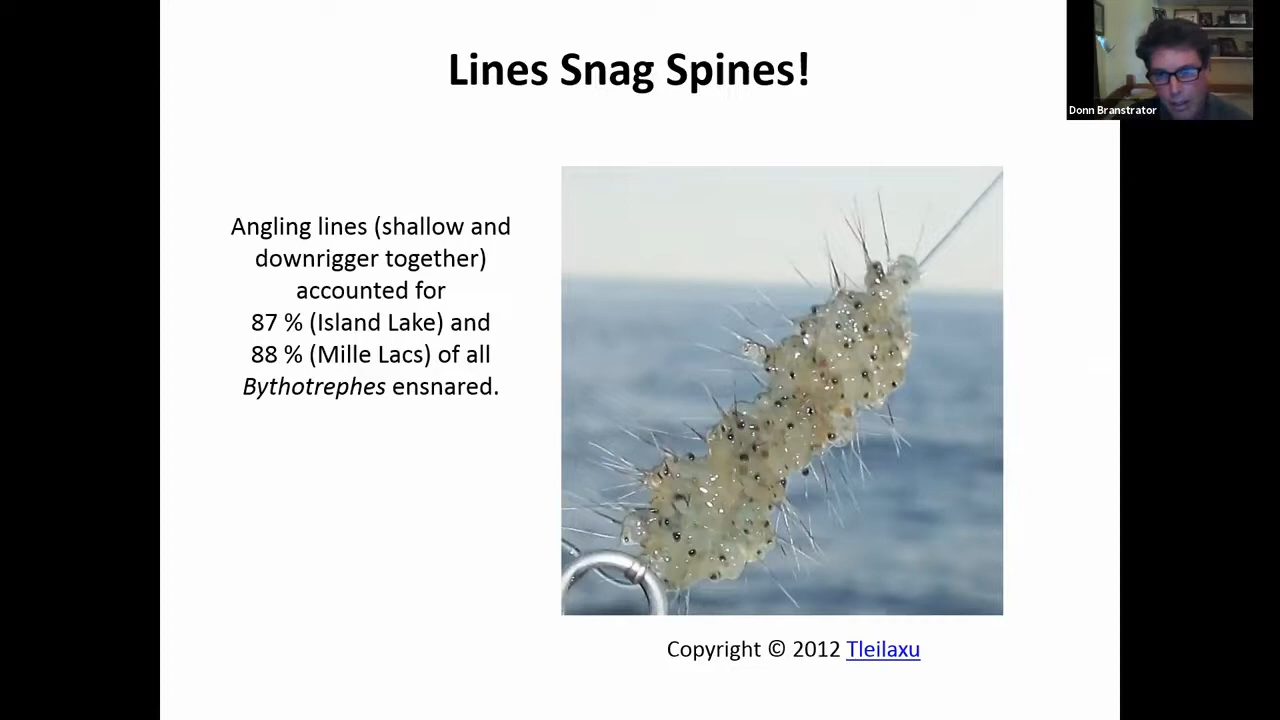 Lines Snag Spines!
Donn Branstrator
Angling lines (shallow and
downrigger together)
accounted for
87 % (Island Lake) and
88 % (Mille Lacs) of all
Bythotrephes ensnared.
Copyright © 2012 Tleilaxu